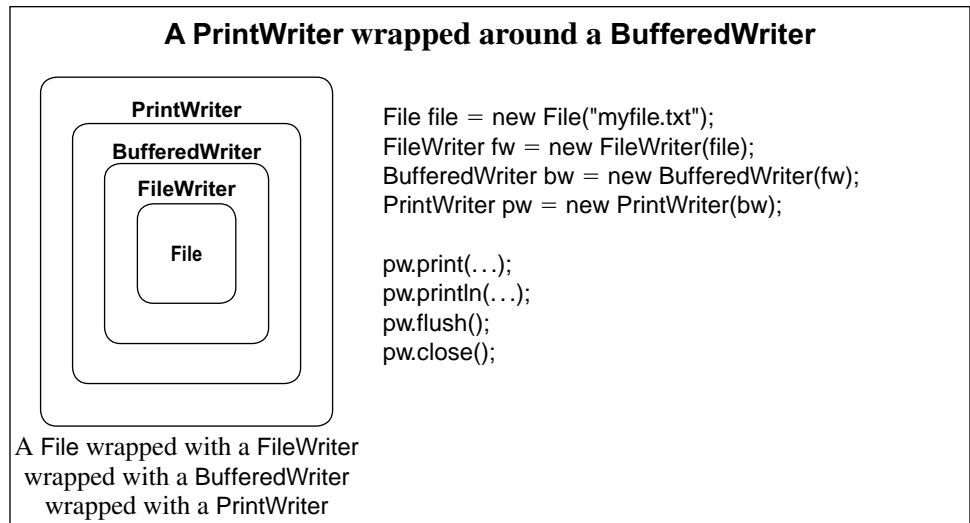 A PrintWriter wrapped around a BufferedWriter
PrintWriter
BufferedWriter
FileWriter
File
File file = new File("myfile.txt");
FileWriter fw = new FileWriter(file);
BufferedWriter bw = new BufferedWriter(fw);
PrintWriter pw = new PrintWriter(bw);
pw.print(...);
pw.println(...);
pw.flush();
pw.close();
A File wrapped with a FileWriter
wrapped with a BufferedWriter
wrapped with a PrintWriter